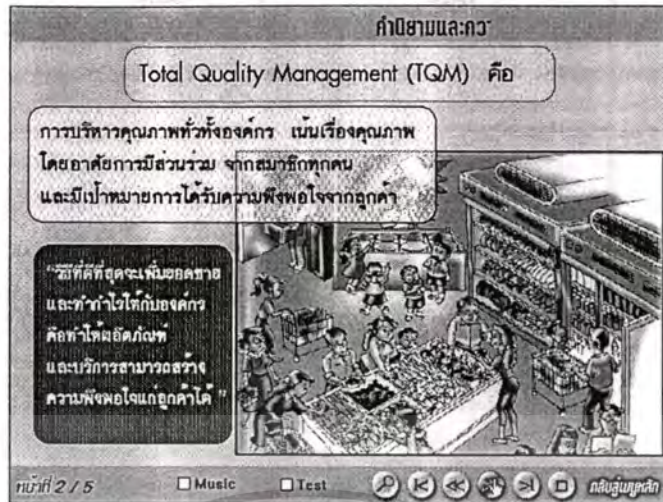 คำนิยามและคว
Total Quality Management (TQM) คือ
การบริหารคุณภาพทั่วทั้งองค์กร เน้นเรื่องคุณภาพ
โดยอาศัยการมีส่วนร่วม จากสมาชิกทุกคน
และมีเป้าหมายการได้รับความพึงพอใจจากลูกค้า
"วิธีที่ดีที่สุดจะเพิ่มยอดขาย
และทำกำไรให้กับองค์กร
คือทำให้ผลิตภัณฑ์
และบริการสามารถสร้าง
ความพึงพอใจแก่ลูกค้าได้"
หน้าที่ 2 / 5 Music Test กลับสู่เมนูหลัก